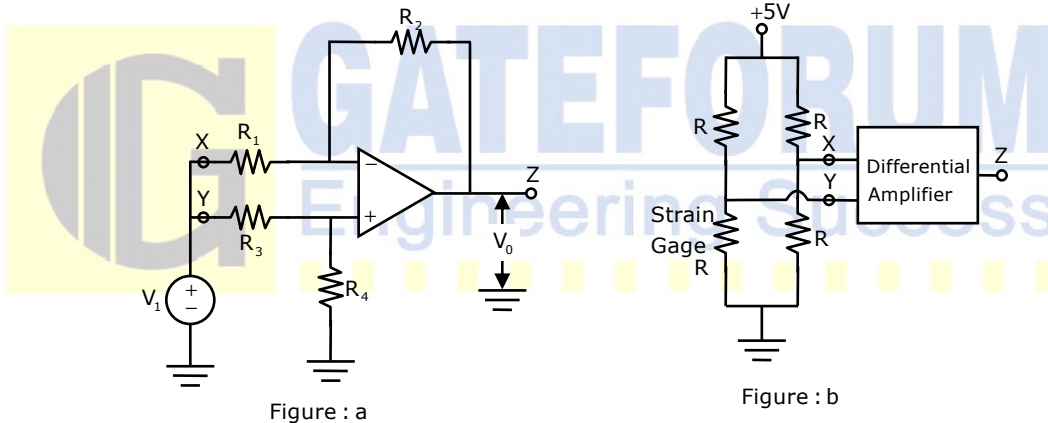 GATEFORUM
Engineering Success
R₂
X
R₁
Y
R₃
−
+
Z
V₀
R₄
V₁
+
−
Figure : a
+5V
R
R
X
Y
Differential
Amplifier
Z
Strain
Gage
R
R
Figure : b